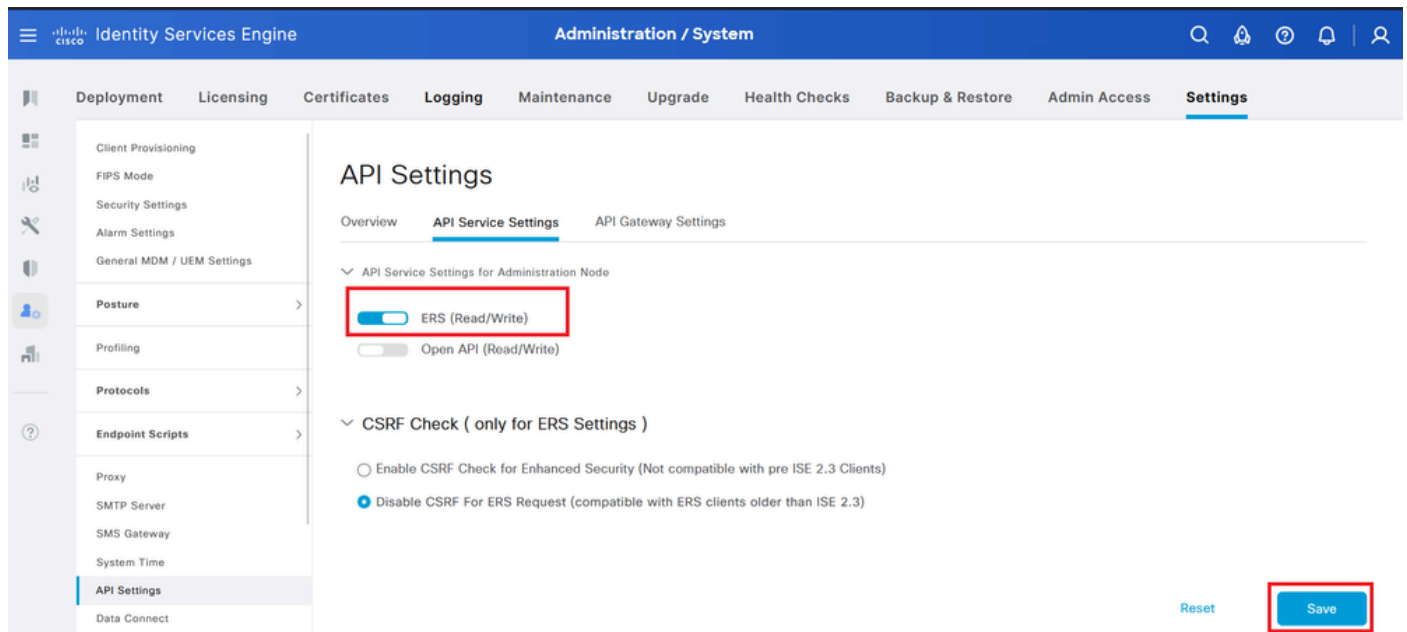 cisco Identity Services Engine
Administration / System
Deployment Licensing Certificates Logging Maintenance Upgrade Health Checks Backup & Restore Admin Access Settings
Client Provisioning
FIPS Mode
Security Settings
Alarm Settings
General MDM / UEM Settings
Posture
Profiling
Protocols
Endpoint Scripts
Proxy
SMTP Server
SMS Gateway
System Time
API Settings
Data Connect
API Settings
Overview API Service Settings API Gateway Settings
API Service Settings for Administration Node
ERS (Read/Write)
Open API (Read/Write)
CSRF Check ( only for ERS Settings )
Enable CSRF Check for Enhanced Security (Not compatible with pre ISE 2.3 Clients)
Disable CSRF For ERS Request (compatible with ERS clients older than ISE 2.3)
Reset Save